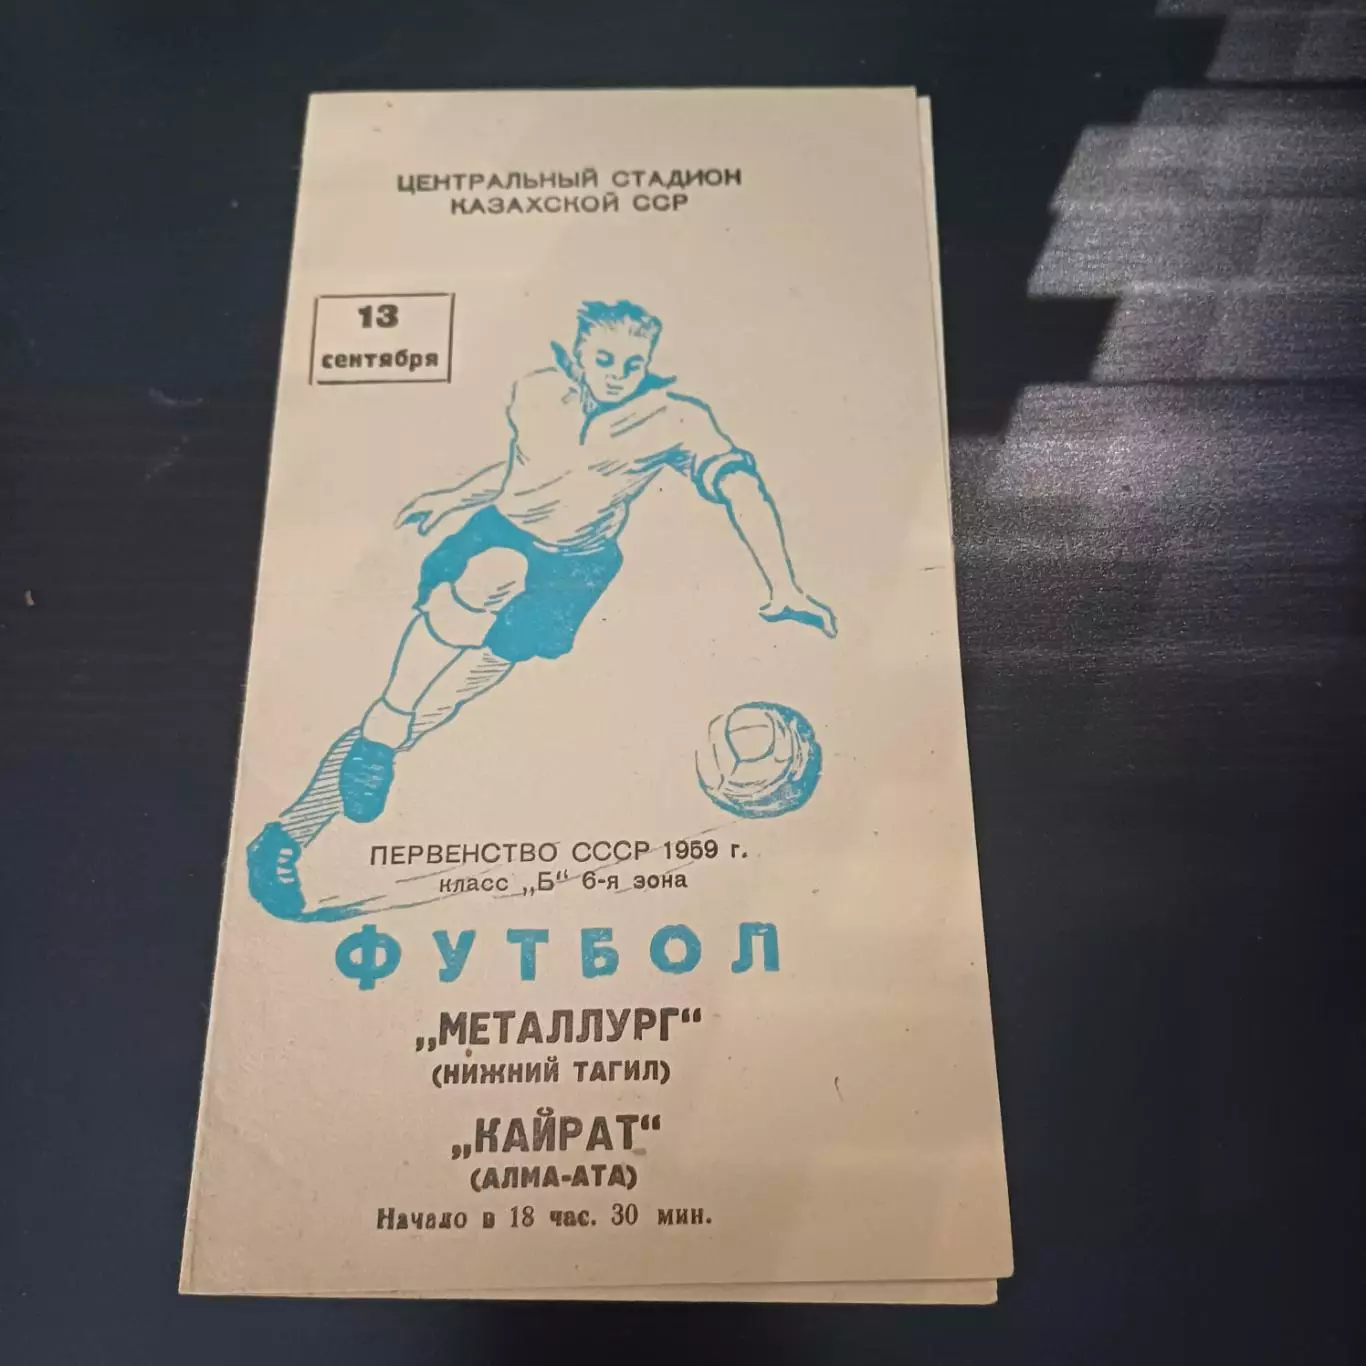 ЦЕНТРАЛЬНЫЙ СТАДИОН
КАЗАХСКОЙ ССР
13
сентября
ПЕРВЕНСТВО СССР 1959 г.
класс „Б“ 6-я зона
ФУТБОЛ
„МЕТАЛЛУРГ“
(НИЖНИЙ ТАГИЛ)
„КАЙРАТ“
(АЛМА-АТА)
Начало в 18 час. 30 мин.